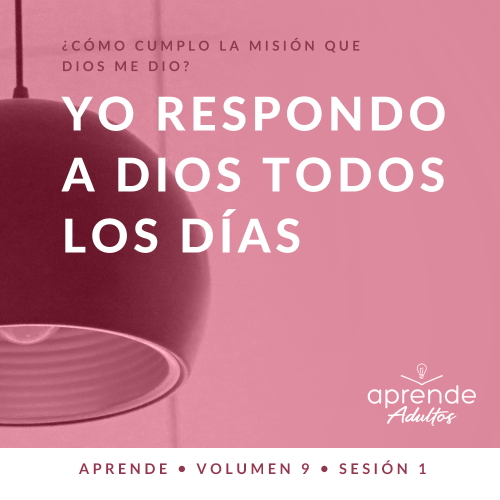 ¿CÓMO CUMPLO LA MISIÓN QUE
DIOS ME DIO?
YO RESPONDO
A DIOS TODOS
LOS DÍAS
aprende
Adultos
APRENDE • VOLUMEN 9 • SESIÓN 1